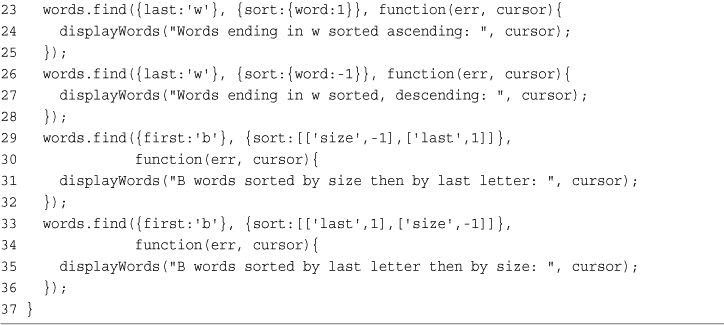 23   words.find({last:'w'}, {sort:{word:1}}, function(err, cursor){
24     displayWords("Words ending in w sorted ascending: ", cursor);
25   });
26   words.find({last:'w'}, {sort:{word:-1}}, function(err, cursor){
27     displayWords("Words ending in w sorted, descending: ", cursor);
28   });
29   words.find({first:'b'}, {sort:[['size',-1],['last',1]]},
30              function(err, cursor){
31     displayWords("B words sorted by size then by last letter: ", cursor);
32   });
33   words.find({first:'b'}, {sort:[['last',1],['size',-1]]},
34              function(err, cursor){
35     displayWords("B words sorted by last letter then by size: ", cursor);
36   });
37 }